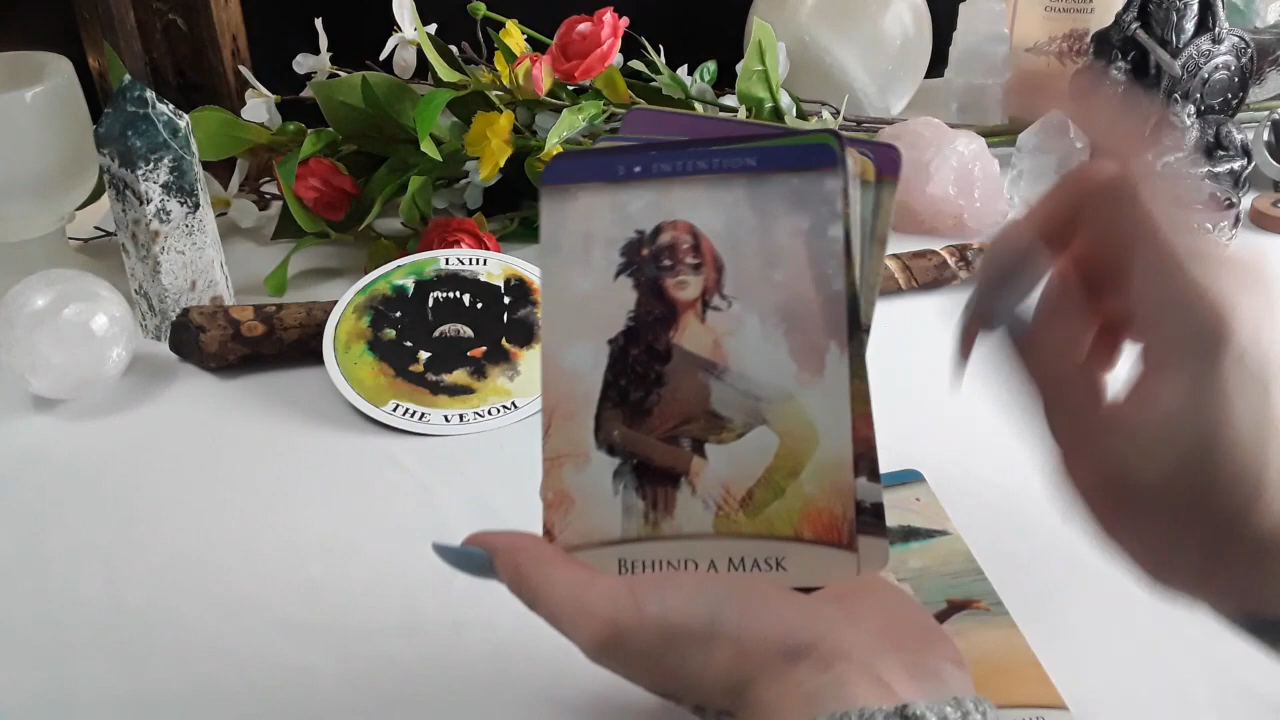 LAVENDER
CHAMOMILE
INTENTION
LXIII
THE VENOM
BEHIND A MASK